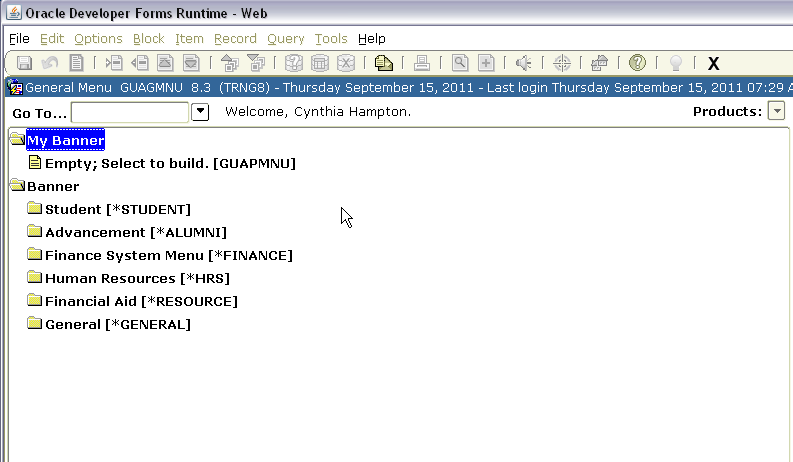 Oracle Developer Forms Runtime - Web
File Edit Options Block Item Record Query Tools Help
X
General Menu GUAGMNU 8.3 (TRNG8) - Thursday September 15, 2011 - Last login Thursday September 15, 2011 07:29 A
Go To... Welcome, Cynthia Hampton. Products:
My Banner
Empty; Select to build. [GUAPMNU]
Banner
Student [*STUDENT]
Advancement [*ALUMNI]
Finance System Menu [*FINANCE]
Human Resources [*HRS]
Financial Aid [*RESOURCE]
General [*GENERAL]